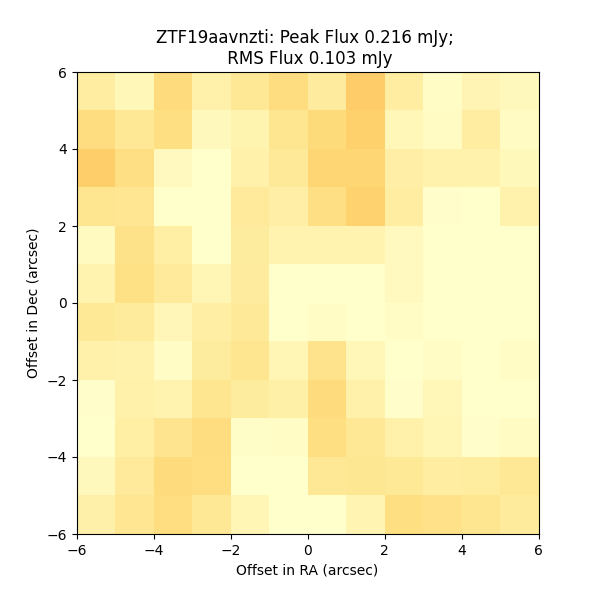 ZTF19aavnzti: Peak Flux 0.216 mJy;
RMS Flux 0.103 mJy
6
4
2
0
−2
−4
−6
Offset in Dec (arcsec)
−6 −4 −2 0 2 4 6
Offset in RA (arcsec)